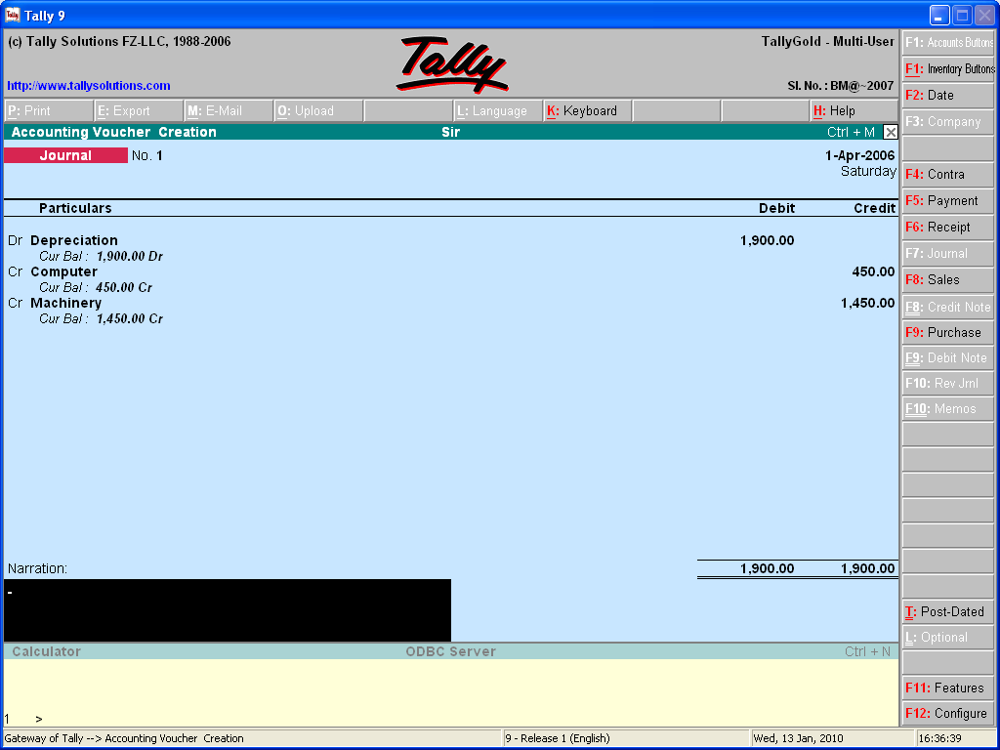 Tally 9
(c) Tally Solutions FZ-LLC, 1988-2006
Tally
TallyGold - Multi-User
http://www.tallysolutions.com
Sl. No. : BM@~2007
P: Print E: Export M: E-Mail O: Upload L: Language K: Keyboard H: Help
Accounting Voucher Creation Sir Ctrl + M
Journal No. 1 1-Apr-2006
Saturday
Particulars Debit Credit
Dr Depreciation 1,900.00
Cur Bal : 1,900.00 Dr
Cr Computer 450.00
Cur Bal : 450.00 Cr
Cr Machinery 1,450.00
Cur Bal : 1,450.00 Cr
Narration: 1,900.00 1,900.00
Calculator ODBC Server Ctrl + N
1 >
F1: Accounts Buttons
F1: Inventory Buttons
F2: Date
F3: Company
F4: Contra
F5: Payment
F6: Receipt
F7: Journal
F8: Sales
F8: Credit Note
F9: Purchase
F9: Debit Note
F10: Rev Jrnl
F10: Memos
T: Post-Dated
L: Optional
F11: Features
F12: Configure
Gateway of Tally --> Accounting Voucher Creation 9 - Release 1 (English) Wed, 13 Jan, 2010 16:36:39